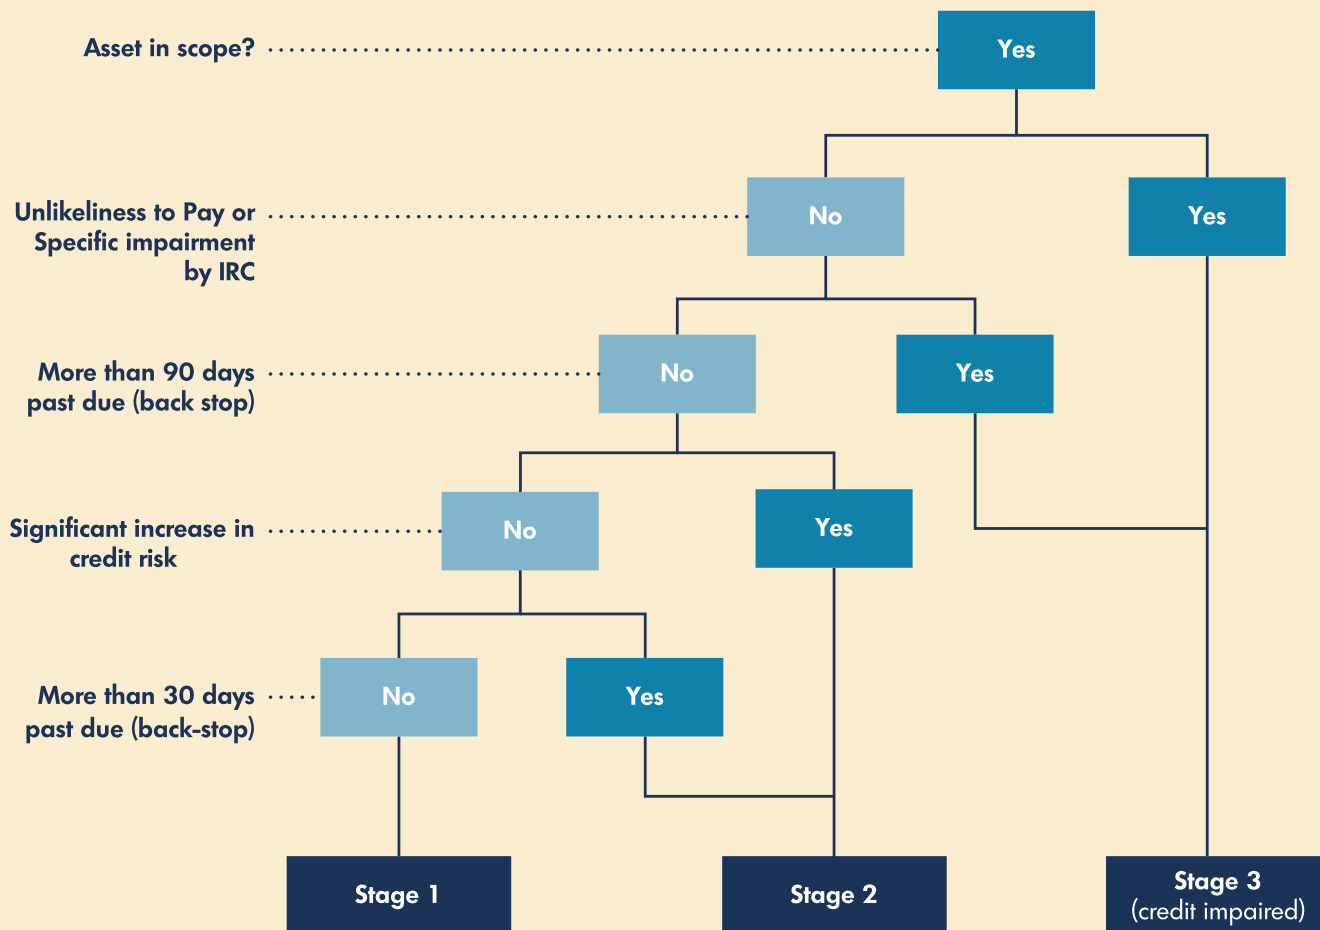 Asset in scope?
Yes
Unlikeliness to Pay or
Specific impairment
by IRC
No
Yes
More than 90 days
past due (back stop)
No
Yes
Significant increase in
credit risk
No
Yes
More than 30 days
past due (back-stop)
No
Yes
Stage 1
Stage 2
Stage 3
(credit impaired)